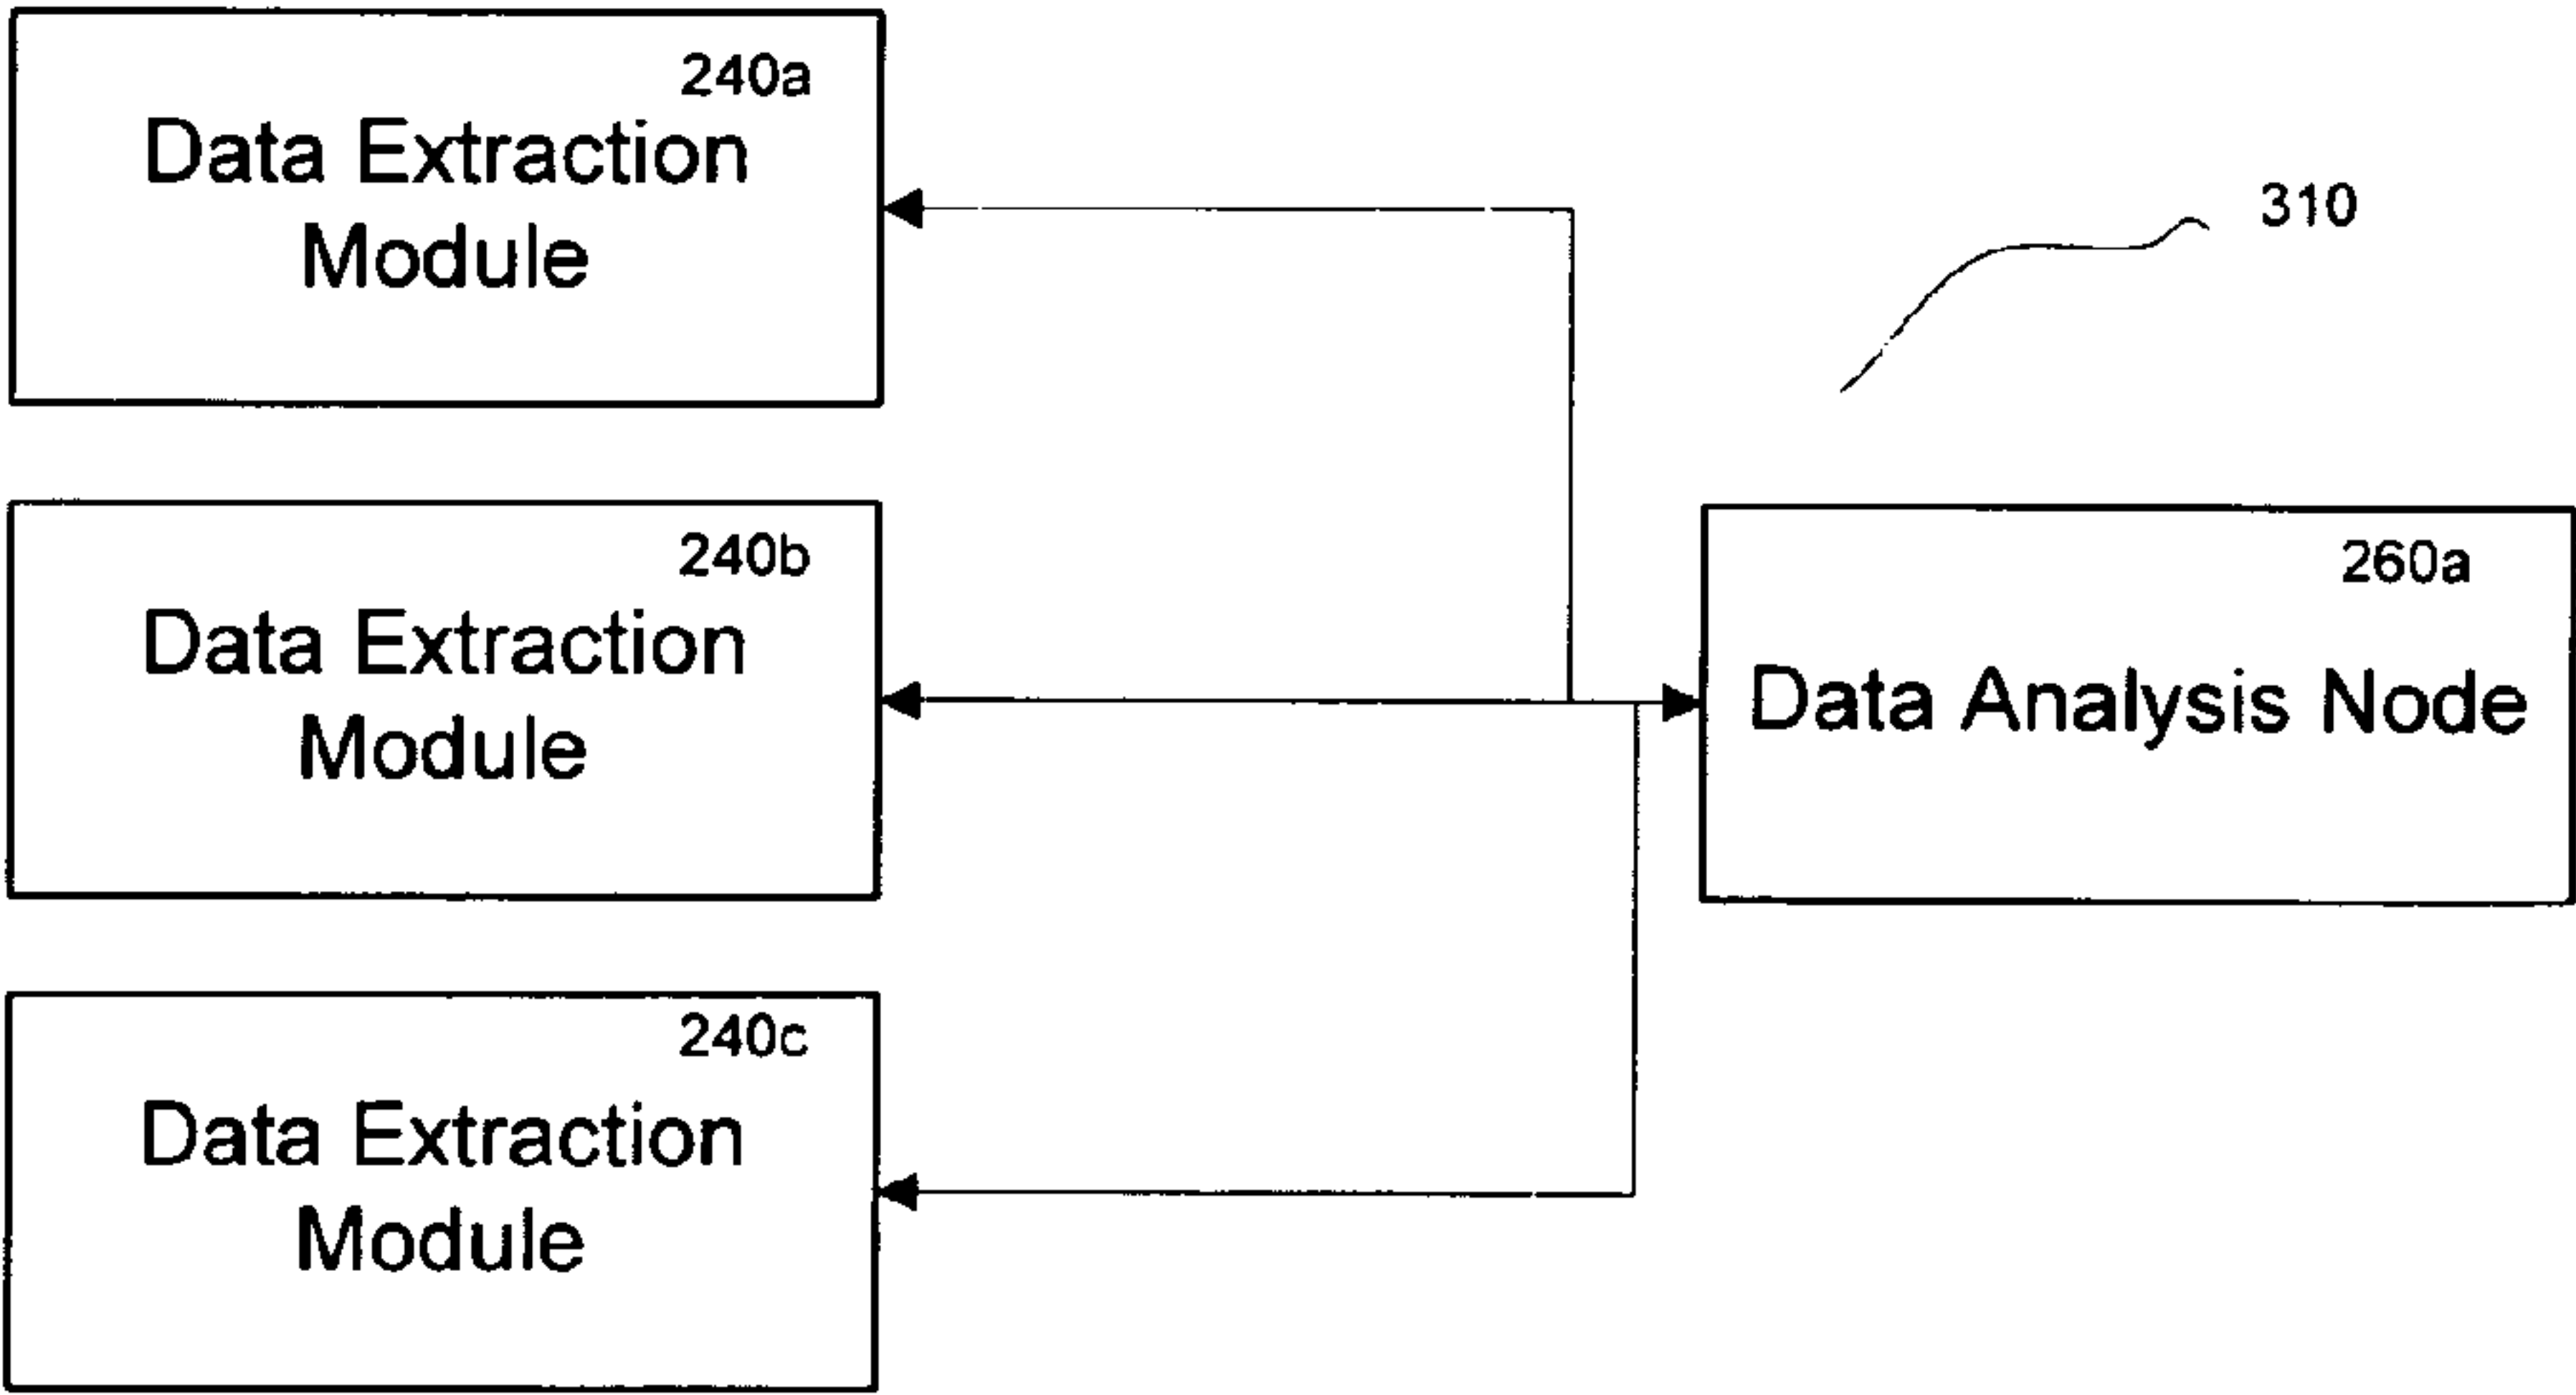 240a
Data Extraction
Module
310
240b
Data Extraction
Module
260a
Data Analysis Node
240c
Data Extraction
Module